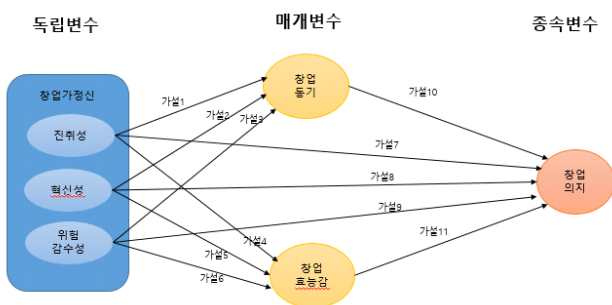 독립변수
매개변수
종속변수
창업가정신
진취성
혁신성
위험
감수성
창업
동기
창업
효능감
창업
의지
가설1
가설2
가설3
가설4
가설5
가설6
가설7
가설8
가설9
가설10
가설11